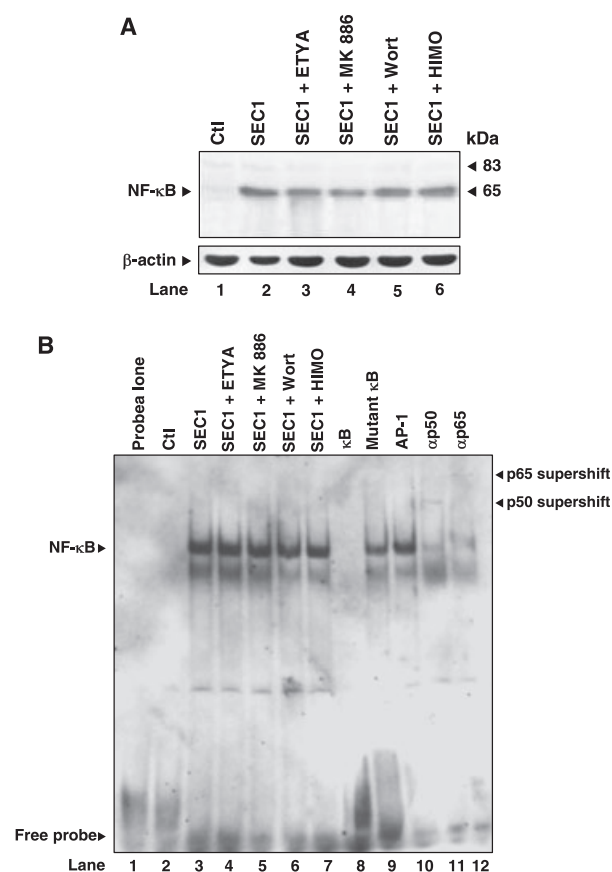 A
Ctl
SEC1
SEC1 + ETYA
SEC1 + MK 886
SEC1 + Wort
SEC1 + HIMO
kDa
83
NF-κB
65
β-actin
Lane 1 2 3 4 5 6
B
Probea lone
Ctl
SEC1
SEC1 + ETYA
SEC1 + MK 886
SEC1 + Wort
SEC1 + HIMO
κB
Mutant κB
AP-1
αp50
αp65
p65 supershift
p50 supershift
NF-κB
Free probe
Lane 1 2 3 4 5 6 7 8 9 10 11 12